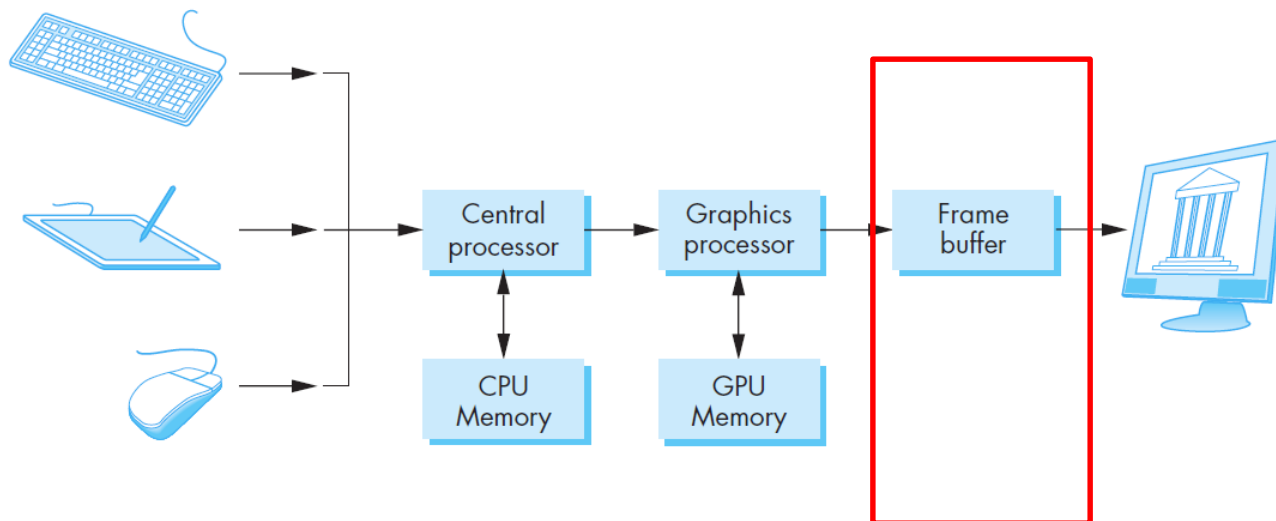 Central
processor
Graphics
processor
Frame
buffer
CPU
Memory
GPU
Memory